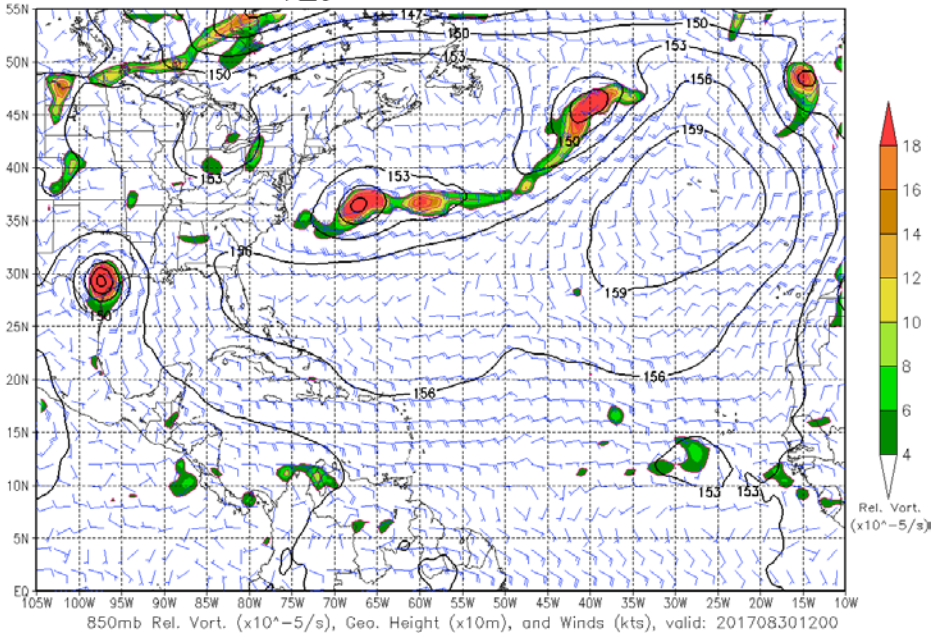 55N
50N
45N
40N
35N
30N
25N
20N
15N
10N
5N
EQ
105W 100W 95W 90W 85W 80W 75W 70W 65W 60W 55W 50W 45W 40W 35W 30W 25W 20W 15W 10W
147
150
150
150
153
153
156
159
150
153
153
156
159
150
156
156
153
153
18
16
14
12
10
8
6
4
Rel. Vort.
(x10^-5/s)
850mb Rel. Vort. (x10^-5/s), Geo. Height (x10m), and Winds (kts), valid: 201708301200